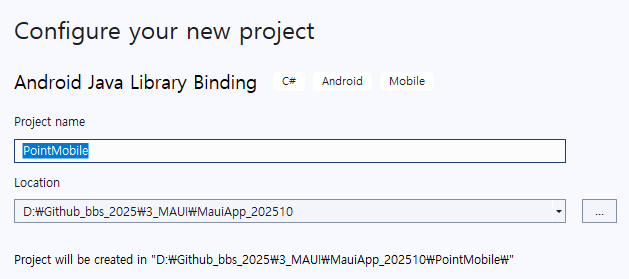 Configure your new project
Android Java Library Binding C# Android Mobile
Project name
PointMobile
Location
D:₩Github_bbs_2025₩3_MAUI₩MauiApp_202510
...
Project will be created in "D:₩Github_bbs_2025₩3_MAUI₩MauiApp_202510₩PointMobile₩"